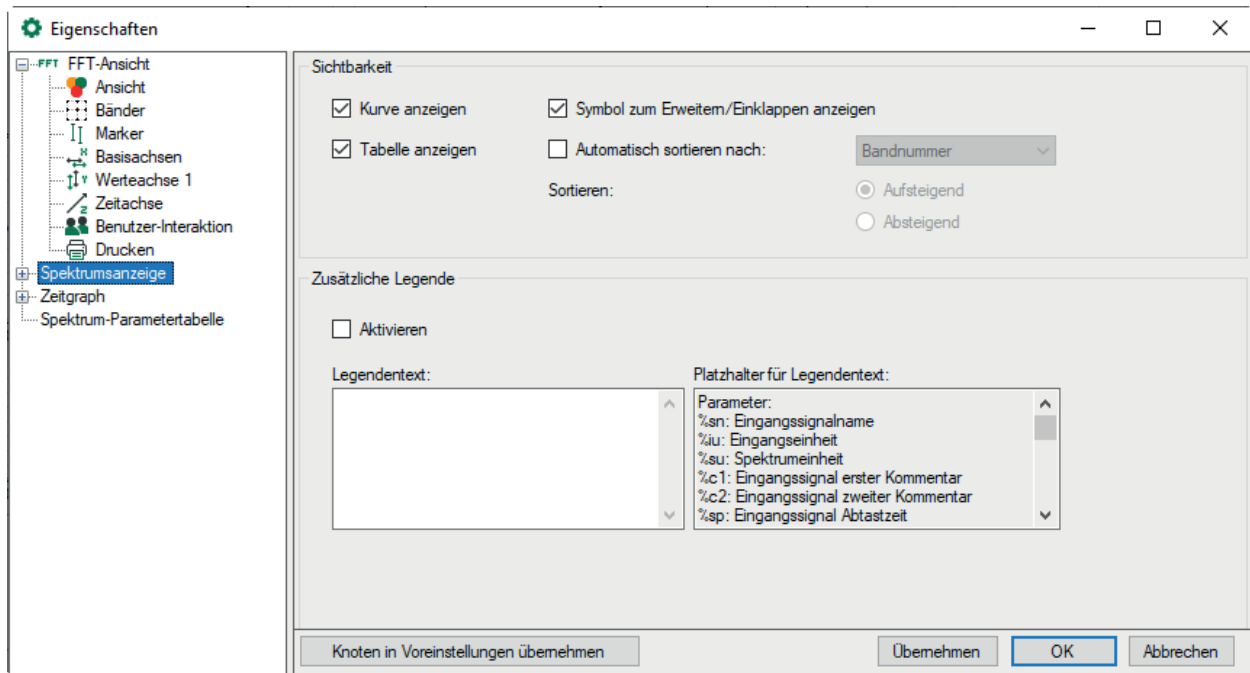 Eigenschaften
FFT FFT-Ansicht
Ansicht
Bänder
Marker
X Basisachsen
Y Werteachse 1
Z Zeitachse
Benutzer-Interaktion
Drucken
Spektrumsanzeige
Zeitgraph
Spektrum-Parametertabelle
Sichtbarkeit
Kurve anzeigen
Symbol zum Erweitern/Einklappen anzeigen
Tabelle anzeigen
Automatisch sortieren nach:
Bandnummer
Sortieren:
Aufsteigend
Absteigend
Zusätzliche Legende
Aktivieren
Legendentext:
Platzhalter für Legendentext:
Parameter:
%sn: Eingangssignalname
%iu: Eingangseinheit
%su: Spektrumeinheit
%c1: Eingangssignal erster Kommentar
%c2: Eingangssignal zweiter Kommentar
%sp: Eingangssignal Abtastzeit
Knoten in Voreinstellungen übernehmen
Übernehmen
OK
Abbrechen